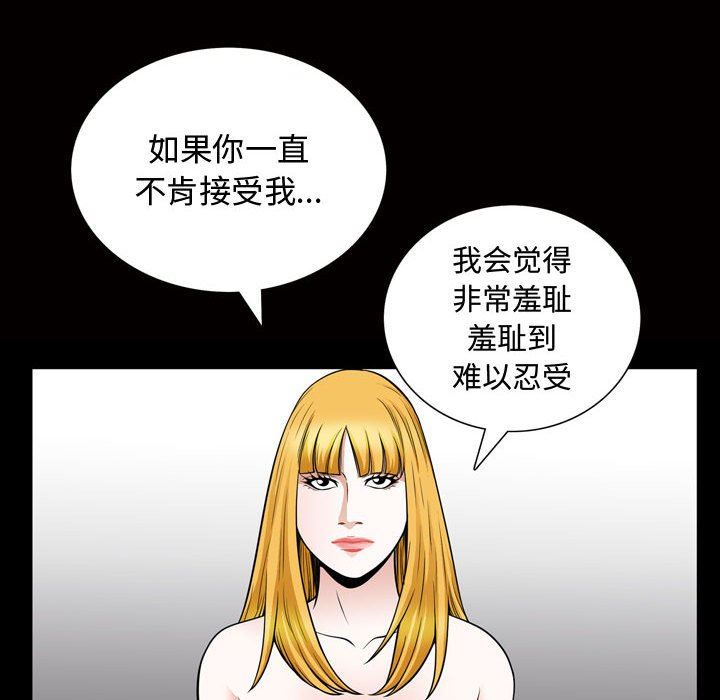 如果你一直
不肯接受我...
我会觉得
非常羞耻
羞耻到
难以忍受